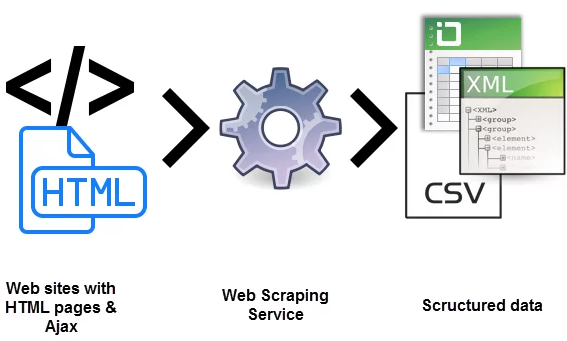 </>
HTML
XML
<XML>
<group>
<group>
<element>
<element>
<name>
CSV
Web sites with
HTML pages &
Ajax
Web Scraping
Service
Scructured data